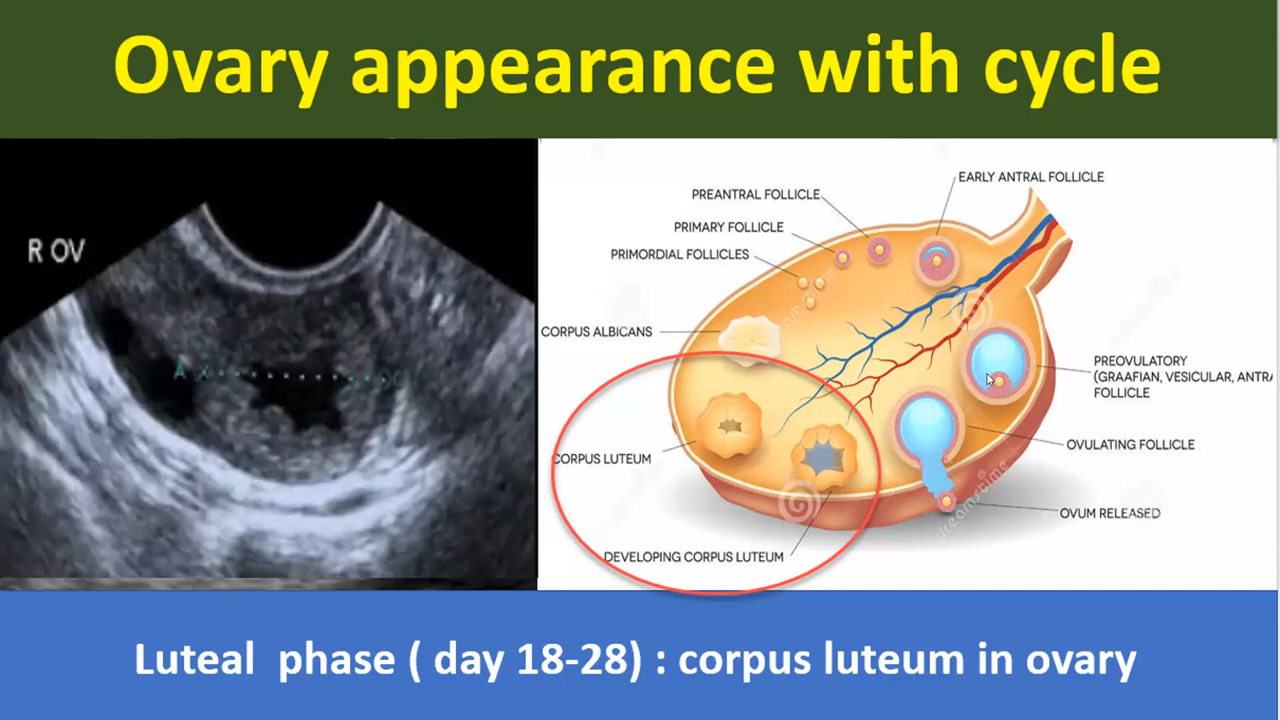 Ovary appearance with cycle
R OV
EARLY ANTRAL FOLLICLE
PREANTRAL FOLLICLE
PRIMARY FOLLICLE
PRIMORDIAL FOLLICLES
CORPUS ALBICANS
PREOVULATORY
(GRAAFIAN, VESICULAR, ANTRA
FOLLICLE
OVULATING FOLLICLE
CORPUS LUTEUM
OVUM RELEASED
DEVELOPING CORPUS LUTEUM
dreamstime
Luteal phase ( day 18-28) : corpus luteum in ovary